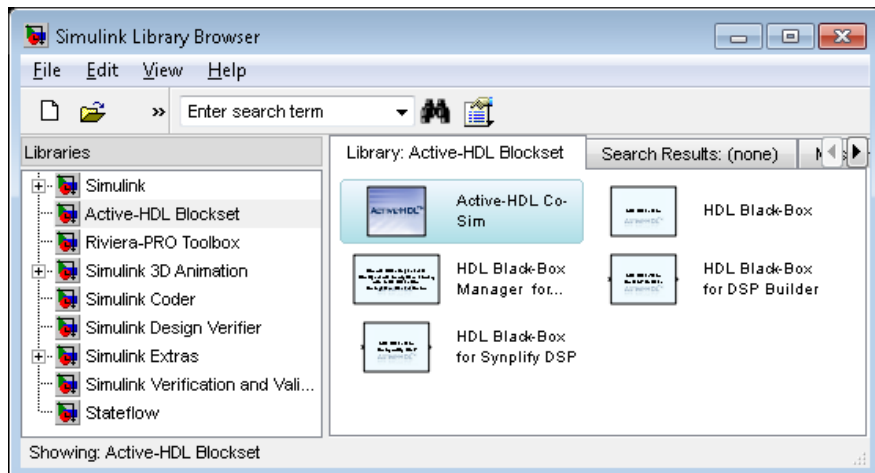 Simulink Library Browser
File Edit View Help
» Enter search term
Libraries
Simulink
Active-HDL Blockset
Riviera-PRO Toolbox
Simulink 3D Animation
Simulink Coder
Simulink Design Verifier
Simulink Extras
Simulink Verification and Vali...
Stateflow
Library: Active-HDL Blockset
Search Results: (none)
Active-HDL Co-
Sim
HDL Black-Box
HDL Black-Box
Manager for...
HDL Black-Box
for DSP Builder
HDL Black-Box
for Synplify DSP
Showing: Active-HDL Blockset